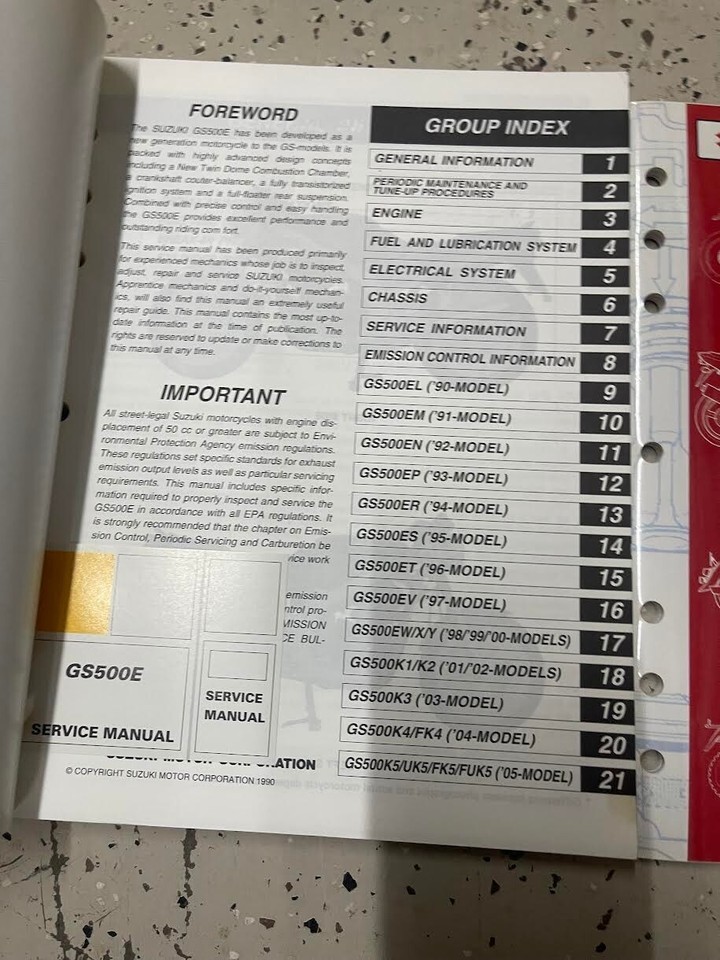 FOREWORD
The SUZUKI GS500E has been developed as a
new generation motorcycle to the GS-models. It is
packed with highly advanced design concepts
including a New Twin Dome Combustion Chamber,
a crankshaft couter-balancer, a fully transistorized
ignition system and a full-floater rear suspension.
Combined with precise control and easy handling
the GS500E provides excellent performance and
outstanding riding com fort.
This service manual has been produced primarily
for experienced mechanics whose job is to inspect,
adjust, repair and service SUZUKI motorcycles.
Apprentice mechanics and do-it-yourself mechan-
ics, will also find this manual an extremely useful
repair guide. This manual contains the most up-to-
date information at the time of publication. The
rights are reserved to update or make corrections to
this manual at any time.
IMPORTANT
All street-legal Suzuki motorcycles with engine dis-
placement of 50 cc or greater are subject to Envi-
ronmental Protection Agency emission regulations.
These regulations set specific standards for exhaust
emission output levels as well as particular servicing
requirements. This manual includes specific infor-
mation required to properly inspect and service the
GS500E in accordance with all EPA regulations. It
is strongly recommended that the chapter on Emis-
sion Control, Periodic Servicing and Carburetion be
rice work
emission
ntrol pro-
MISSION
CE BUL-
GS500E
SERVICE MANUAL
SERVICE
MANUAL
SUZUKI MOTOR CORPORATION
© COPYRIGHT SUZUKI MOTOR CORPORATION 1990
GROUP INDEX
GENERAL INFORMATION 1
PERIODIC MAINTENANCE AND
TUNE-UP PROCEDURES 2
ENGINE 3
FUEL AND LUBRICATION SYSTEM 4
ELECTRICAL SYSTEM 5
CHASSIS 6
SERVICE INFORMATION 7
EMISSION CONTROL INFORMATION 8
GS500EL ('90-MODEL) 9
GS500EM ('91-MODEL) 10
GS500EN ('92-MODEL) 11
GS500EP ('93-MODEL) 12
GS500ER ('94-MODEL) 13
GS500ES ('95-MODEL) 14
GS500ET ('96-MODEL) 15
GS500EV ('97-MODEL) 16
GS500EW/X/Y ('98/'99/'00-MODELS) 17
GS500K1/K2 ('01/'02-MODELS) 18
GS500K3 ('03-MODEL) 19
GS500K4/FK4 ('04-MODEL) 20
GS500K5/UK5/FK5/FUK5 ('05-MODEL) 21